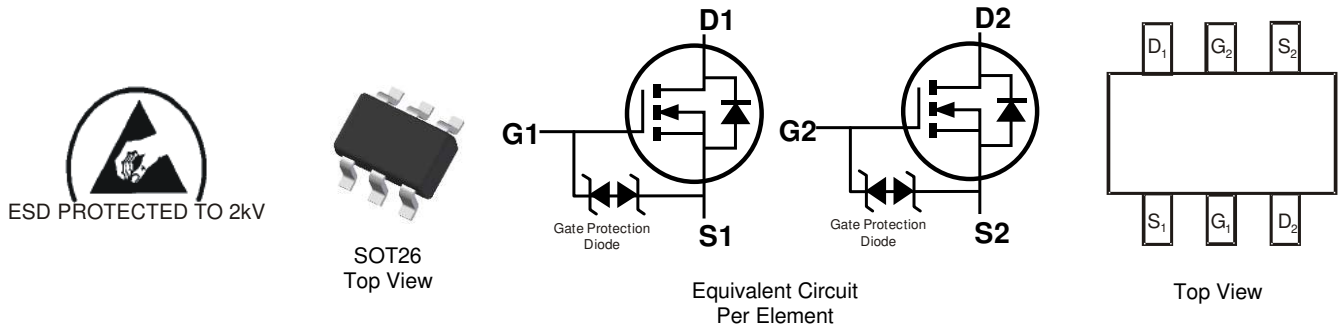 ESD PROTECTED TO 2kV
SOT26
Top View
D1
G1
Gate Protection
Diode
S1
D2
G2
Gate Protection
Diode
S2
Equivalent Circuit
Per Element
D1 G2 S2
S1 G1 D2
Top View